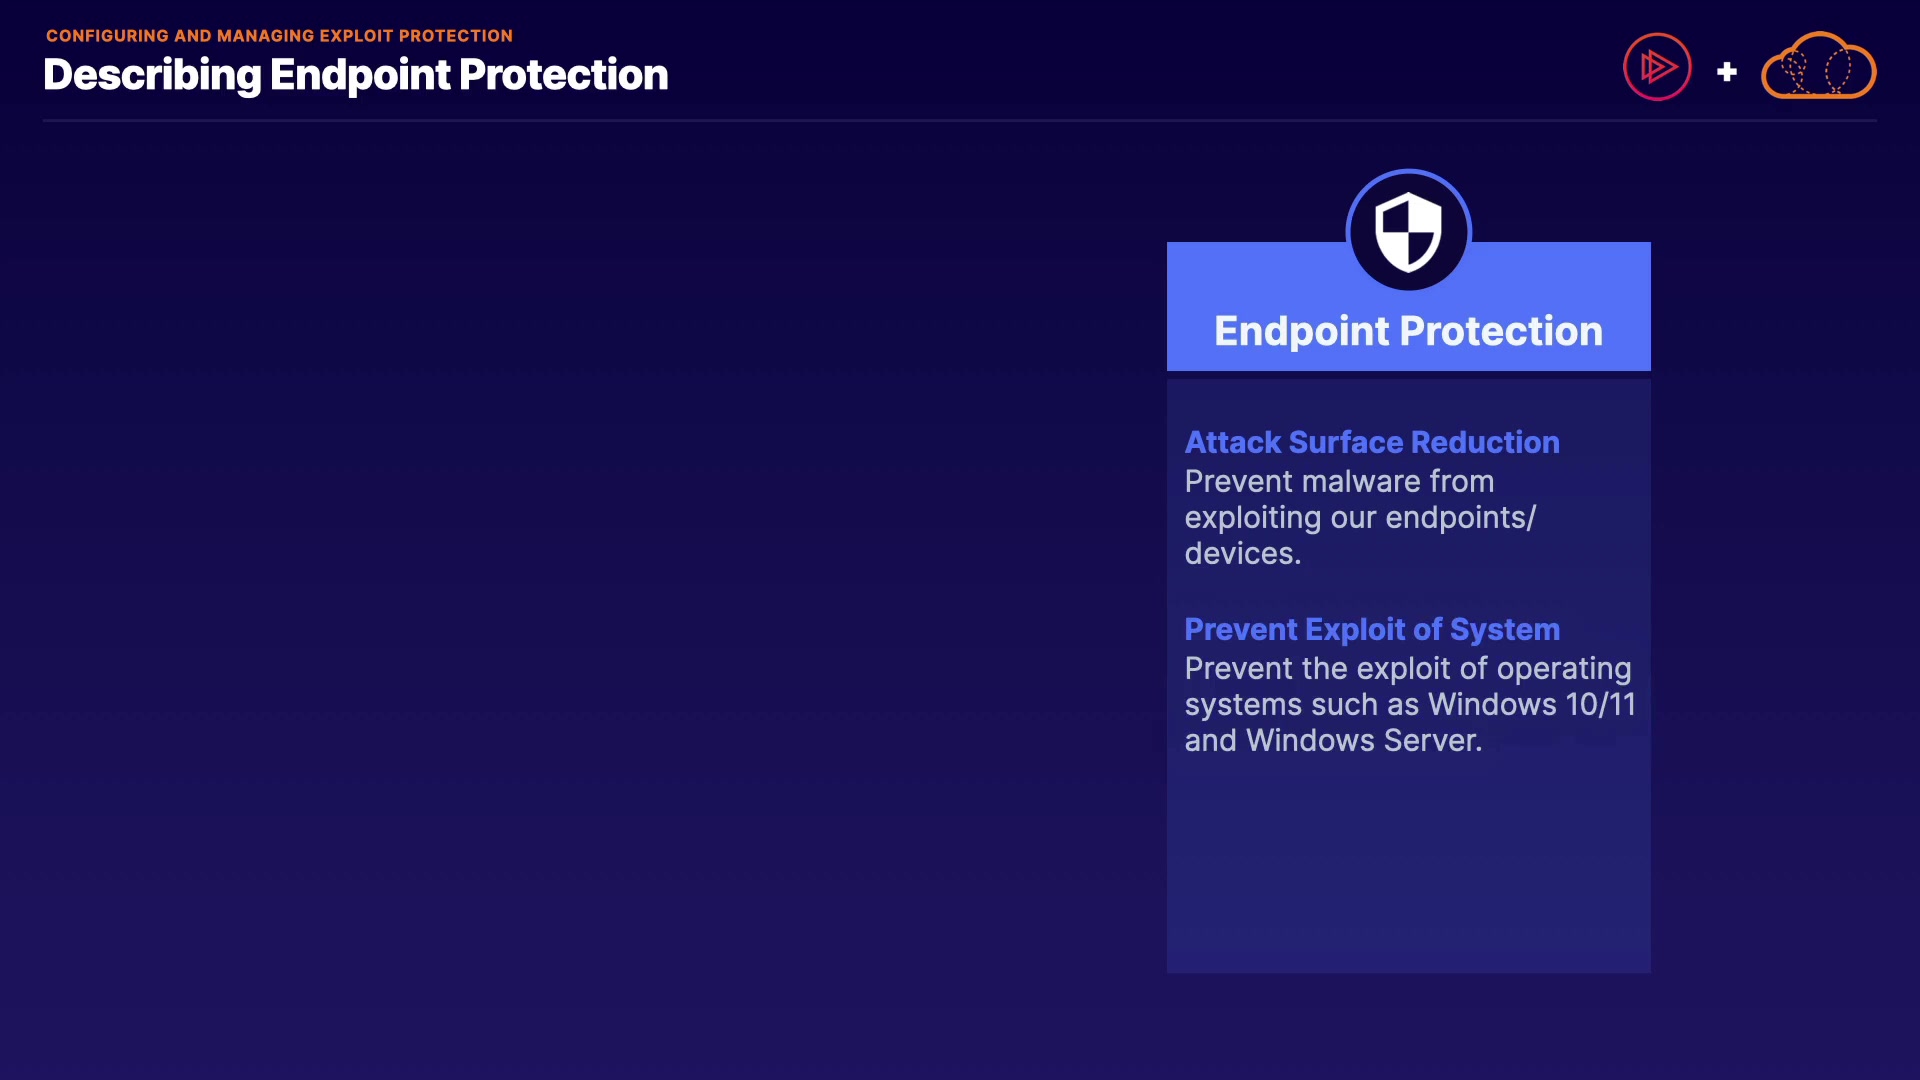 CONFIGURING AND MANAGING EXPLOIT PROTECTION
Describing Endpoint Protection
+
Endpoint Protection
Attack Surface Reduction
Prevent malware from
exploiting our endpoints/
devices.
Prevent Exploit of System
Prevent the exploit of operating
systems such as Windows 10/11
and Windows Server.